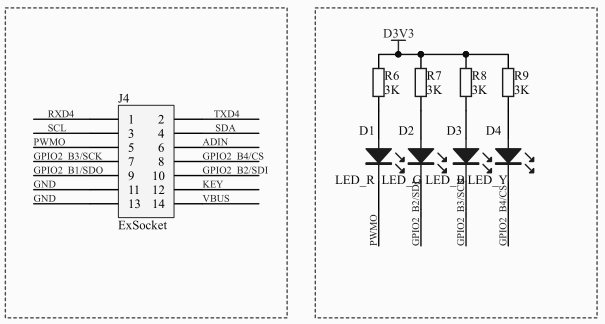 J4
RXD4 1 2 TXD4
SCL 3 4 SDA
PWMO 5 6 ADIN
GPIO2_B3/SCK 7 8 GPIO2_B4/CS
GPIO2_B1/SDO 9 10 GPIO2_B2/SDI
GND 11 12 KEY
GND 13 14 VBUS
ExSocket
D3V3
R6 R7 R8 R9
3K 3K 3K 3K
D1 D2 D3 D4
LED_R LED_G LED_B LED_Y
PWMO
GPIO2_B2/SDI
GPIO2_B3/SCK
GPIO2_B4/CS